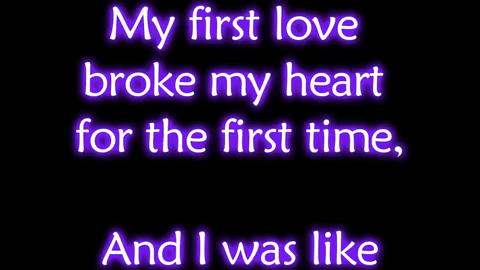 My first love
broke my heart
for the first time,
And I was like